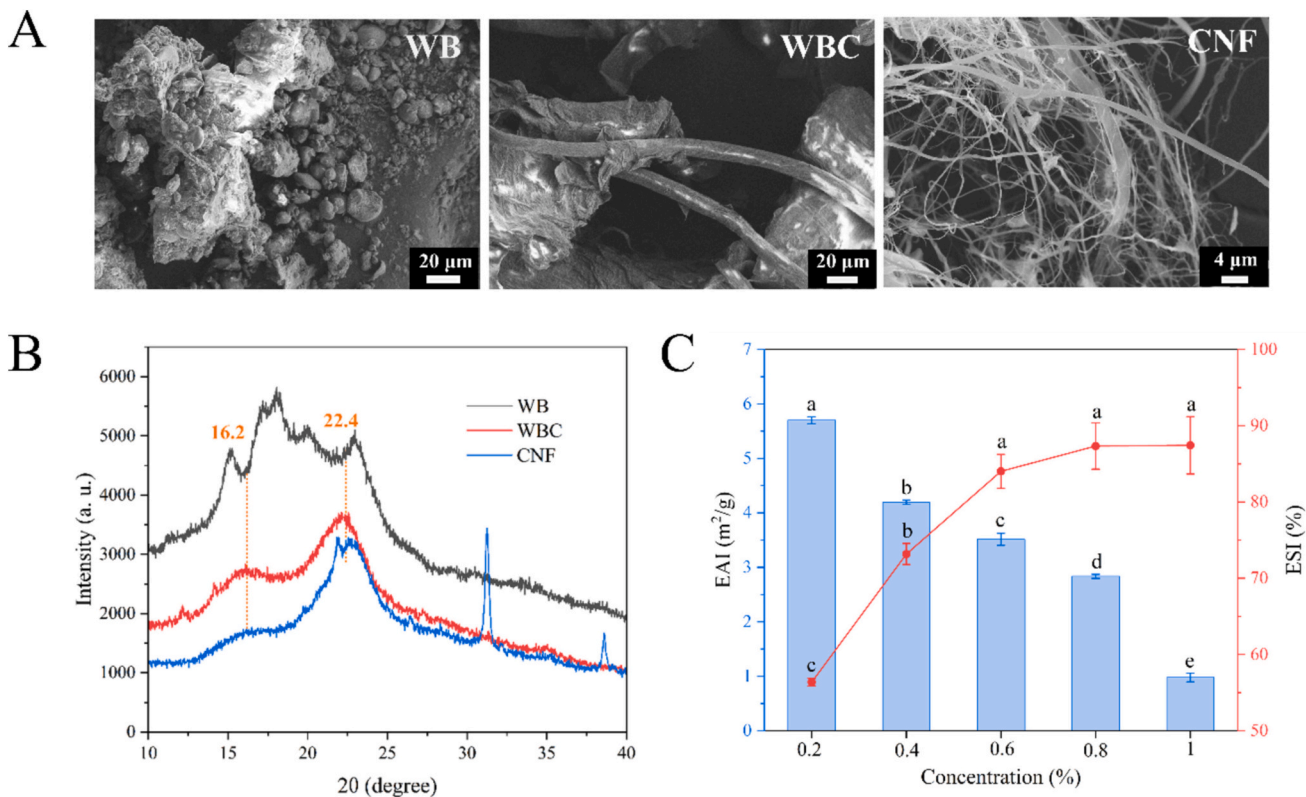 A
WB
20 μm
WBC
20 μm
CNF
4 μm
B
6000
5000
4000
3000
2000
1000
0
Intensity (a. u.)
16.2
22.4
WB
WBC
CNF
10
15
20
25
30
35
40
2θ (degree)
C
7
6
5
4
3
2
1
0
EAI (m²/g)
100
90
80
70
60
50
ESI (%)
a
b
c
d
e
c
b
a
a
a
0.2
0.4
0.6
0.8
1
Concentration (%)